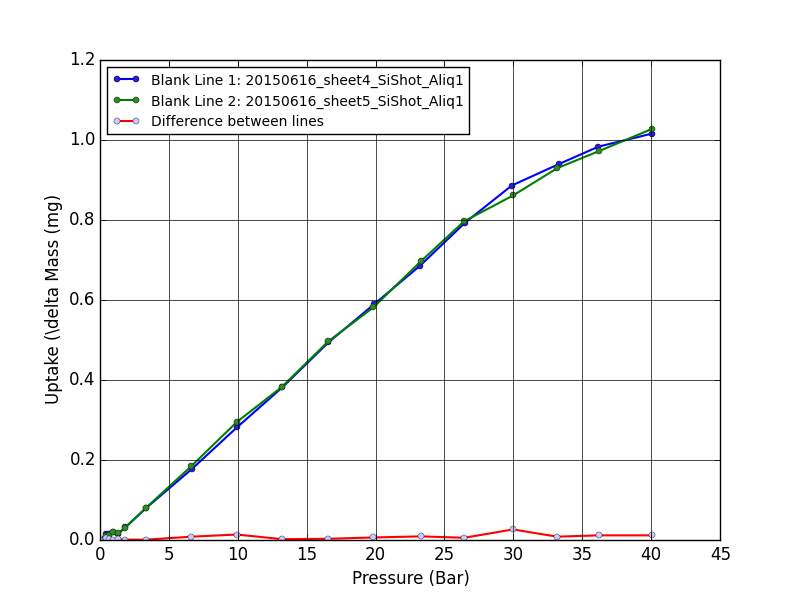 1.2
1.0
0.8
0.6
0.4
0.2
0.0
Uptake (\delta Mass (mg)
Blank Line 1: 20150616_sheet4_SiShot_Aliq1
Blank Line 2: 20150616_sheet5_SiShot_Aliq1
Difference between lines
0 5 10 15 20 25 30 35 40 45
Pressure (Bar)